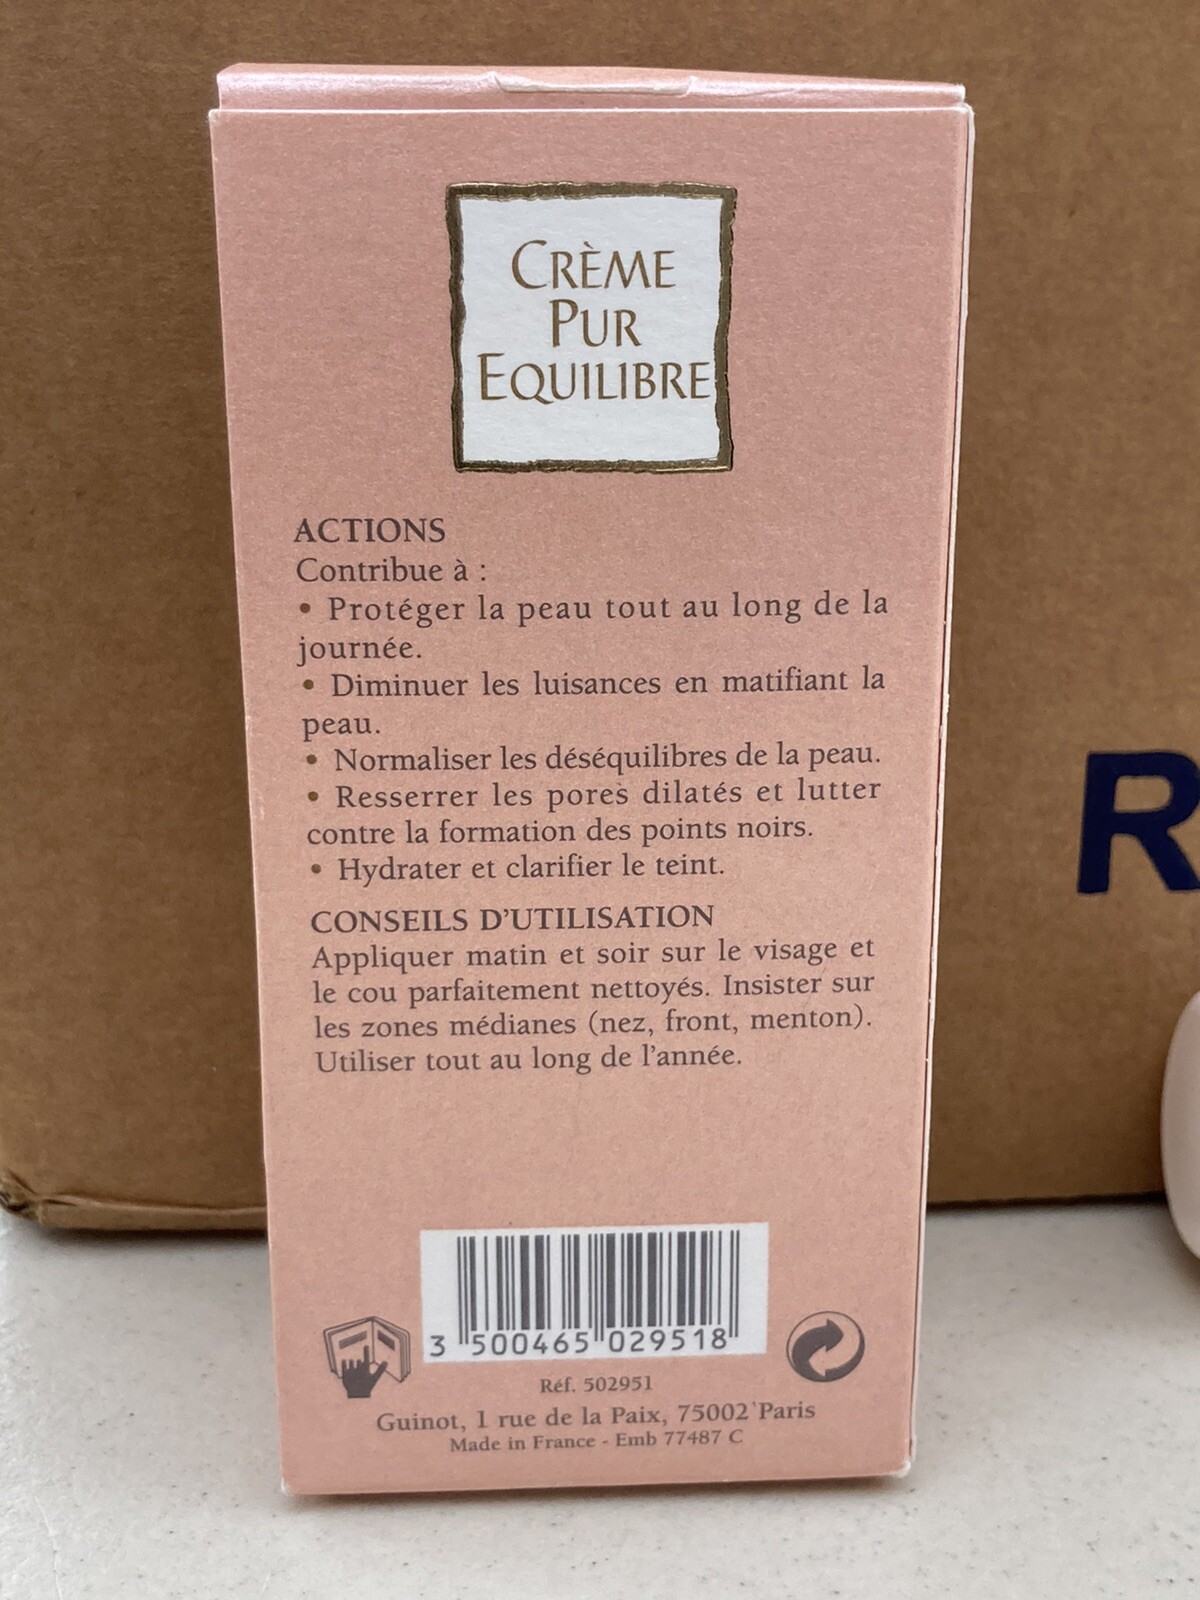 CRÈME
PUR
EQUILIBRE
ACTIONS
Contribue à :
• Protéger la peau tout au long de la
journée.
• Diminuer les luisances en matifiant la
peau.
• Normaliser les déséquilibres de la peau.
• Resserrer les pores dilatés et lutter
contre la formation des points noirs.
• Hydrater et clarifier le teint.
CONSEILS D'UTILISATION
Appliquer matin et soir sur le visage et
le cou parfaitement nettoyés. Insister sur
les zones médianes (nez, front, menton).
Utiliser tout au long de l'année.
3 500465 029518
Réf. 502951
Guinot, 1 rue de la Paix, 75002 Paris
Made in France - Emb 77487 C
R